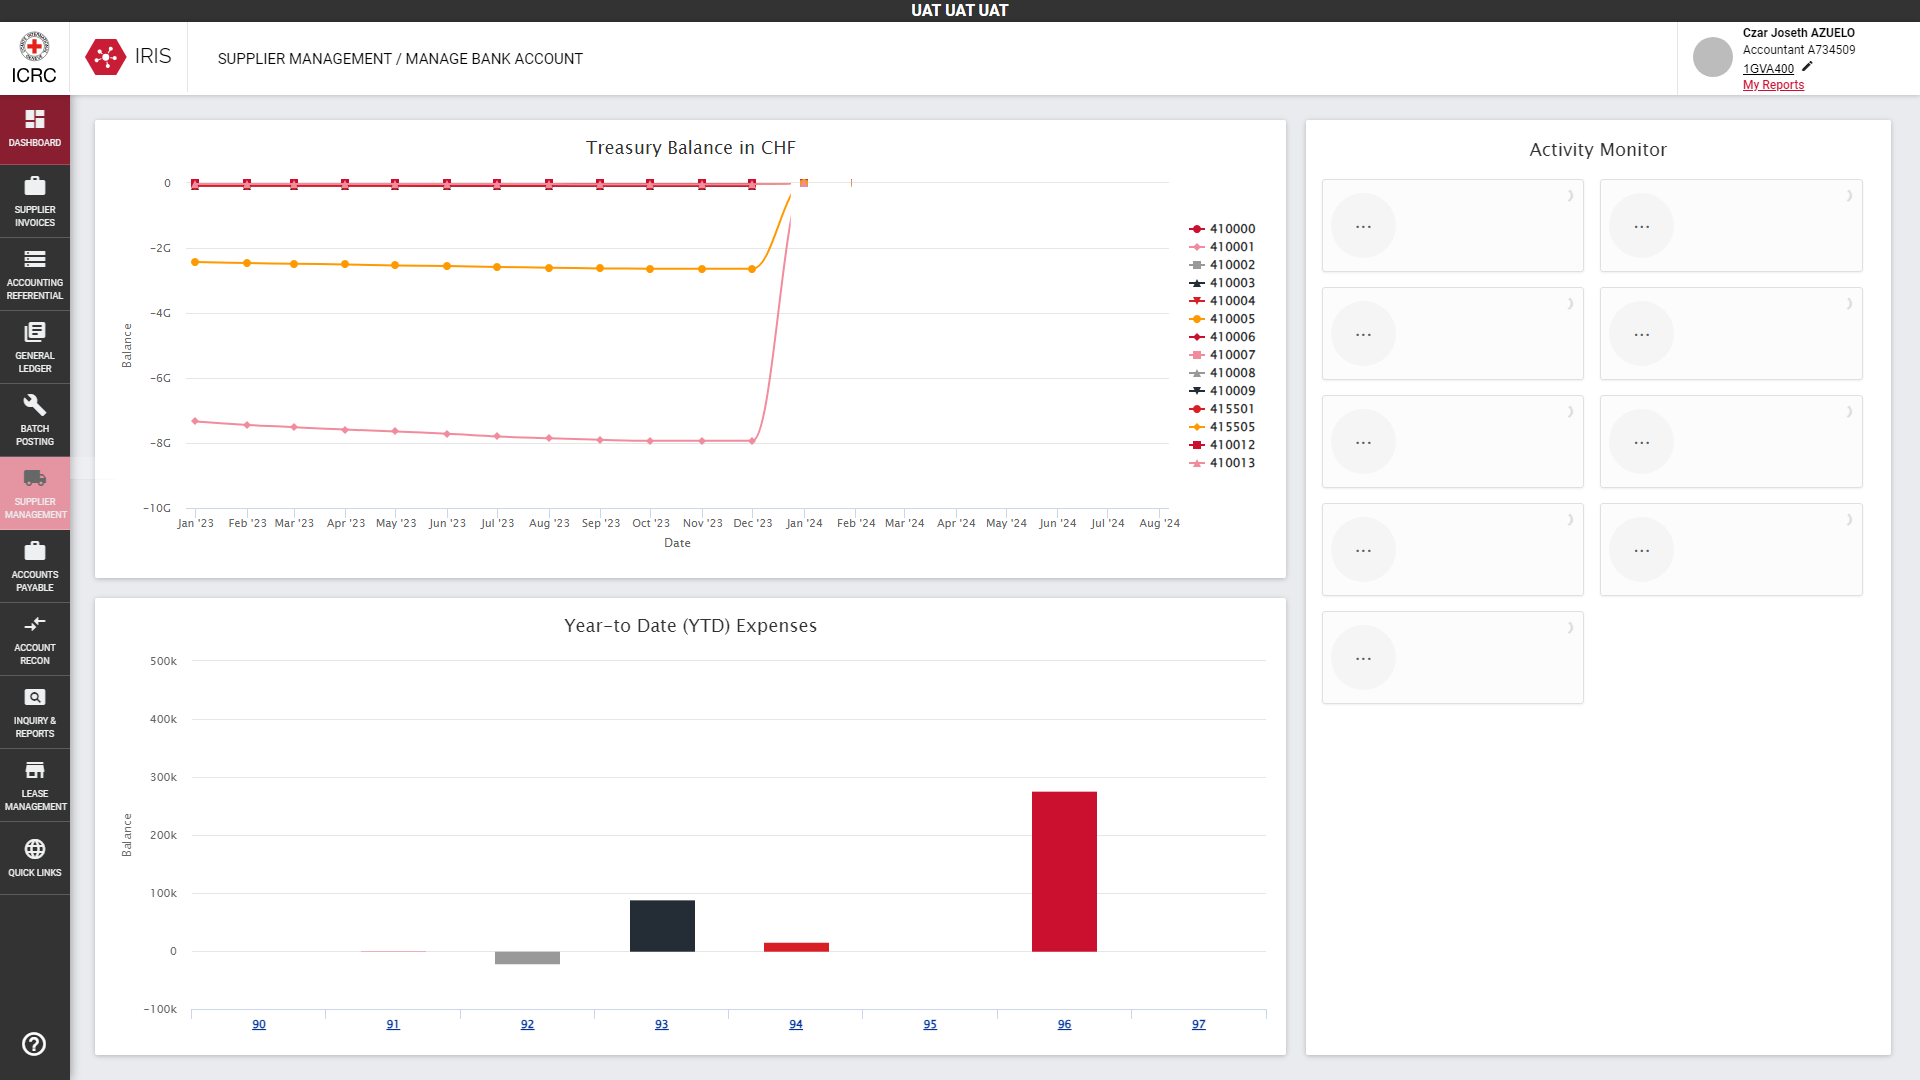 UAT UAT UAT
ICRC
IRIS
SUPPLIER MANAGEMENT / MANAGE BANK ACCOUNT
Czar Joseth AZUELO
Accountant A734509
1GVA400
My Reports
DASHBOARD
SUPPLIER
INVOICES
ACCOUNTING
REFERENTIAL
GENERAL
LEDGER
BATCH
POSTING
SUPPLIER
MANAGEMENT
ACCOUNTS
PAYABLE
ACCOUNT
RECON
INQUIRY &
REPORTS
LEASE
MANAGEMENT
QUICK LINKS
Treasury Balance in CHF
0
−2G
−4G
−6G
−8G
−10G
Balance
Jan '23 Feb '23 Mar '23 Apr '23 May '23 Jun '23 Jul '23 Aug '23 Sep '23 Oct '23 Nov '23 Dec '23 Jan '24 Feb '24 Mar '24 Apr '24 May '24 Jun '24 Jul '24 Aug '24
Date
410000
410001
410002
410003
410004
410005
410006
410007
410008
410009
415501
415505
410012
410013
Year-to Date (YTD) Expenses
500k
400k
300k
200k
100k
0
−100k
Balance
90 91 92 93 94 95 96 97
Activity Monitor
... ...
... ...
... ...
... ...
...